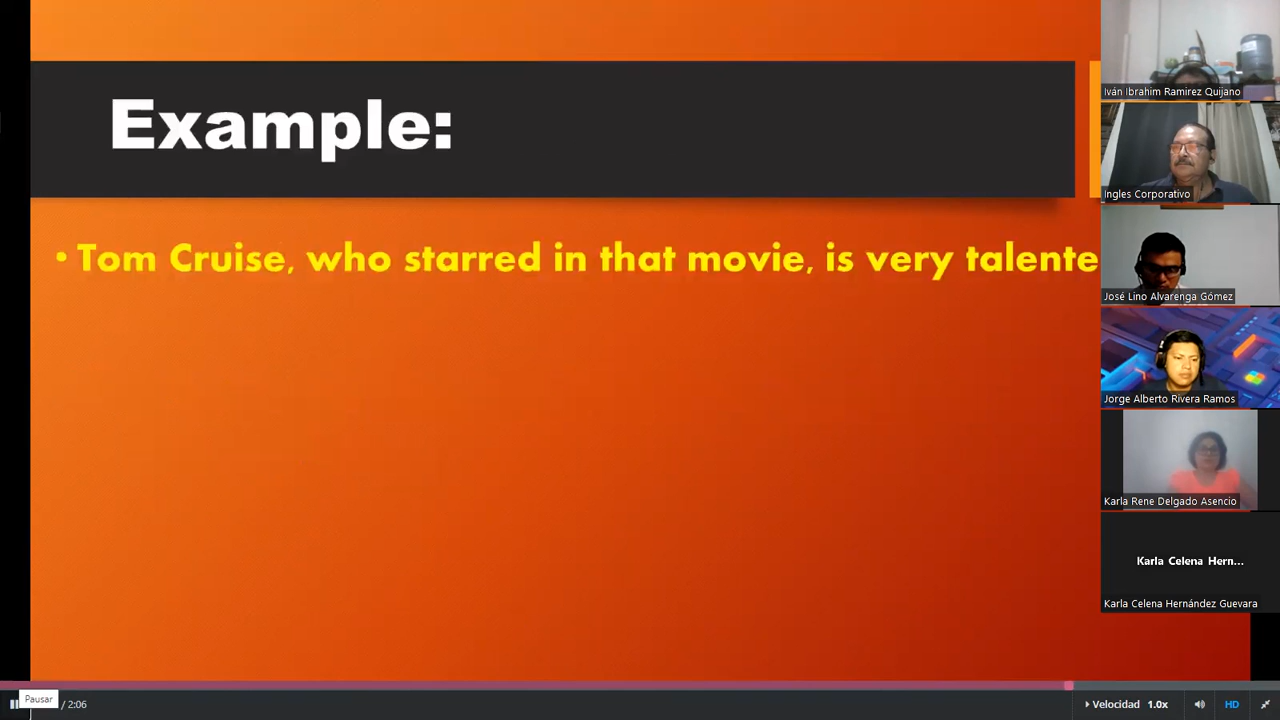 Example:
• Tom Cruise, who starred in that movie, is very talente
Iván Ibrahim Ramirez Quijano
Ingles Corporativo
José Lino Alvarenga Gómez
Jorge Alberto Rivera Ramos
Karla Rene Delgado Asencio
Karla Celena Hern...
Karla Celena Hernández Guevara
Pausar
/ 2:06
Velocidad 1.0x
HD